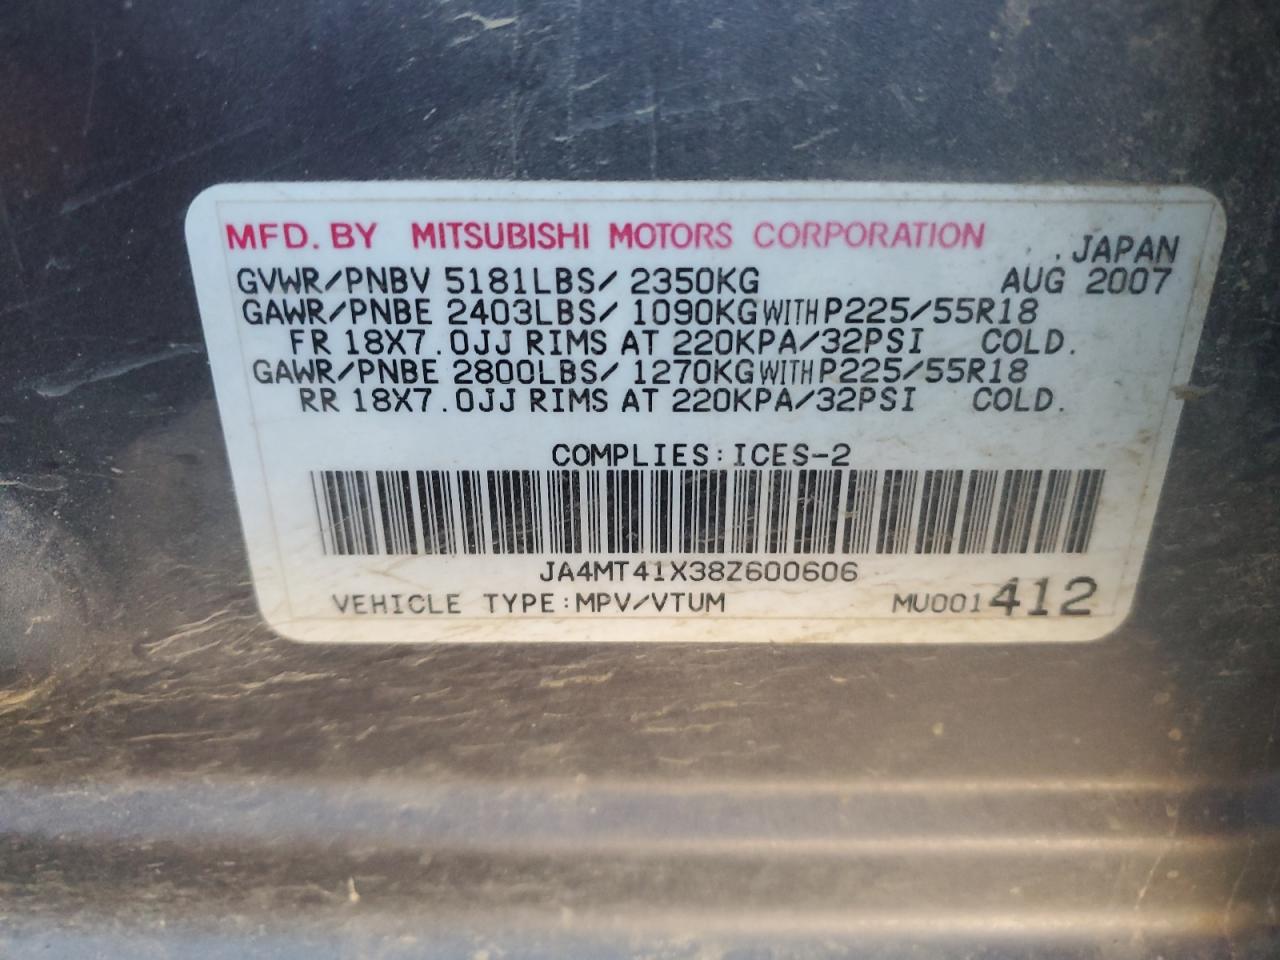 MFD. BY MITSUBISHI MOTORS CORPORATION
. .JAPAN
GVWR/PNBV 5181LBS/ 2350KG AUG 2007
GAWR/PNBE 2403LBS/ 1090KG WITH P225/55R18
FR 18X7.0JJ RIMS AT 220KPA/32PSI COLD.
GAWR/PNBE 2800LBS/ 1270KG WITH P225/55R18
RR 18X7.0JJ RIMS AT 220KPA/32PSI COLD.
COMPLIES:ICES-2
JA4MT41X38Z600606
VEHICLE TYPE:MPV/VTUM MU001412